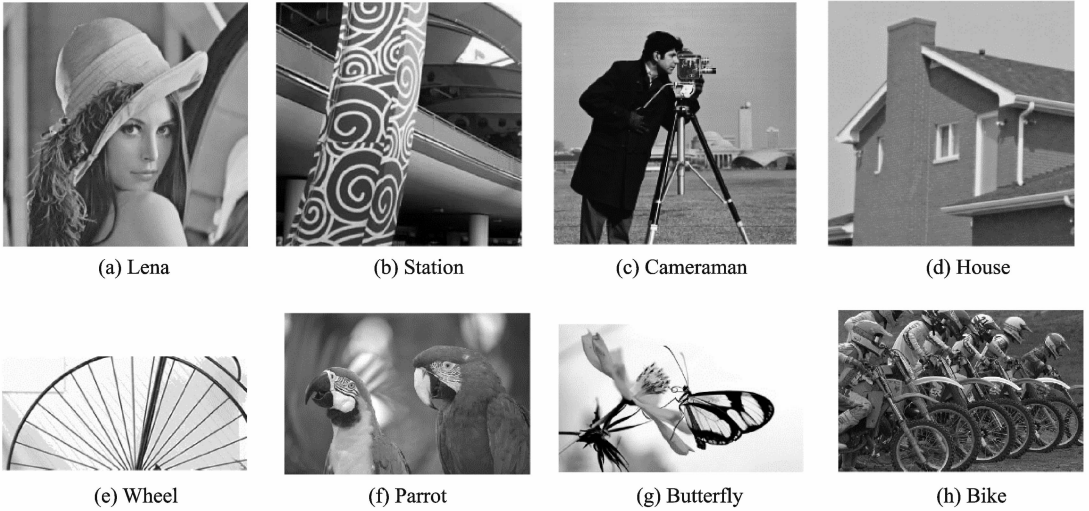 (a) Lena
(b) Station
(c) Cameraman
(d) House
(e) Wheel
(f) Parrot
(g) Butterfly
(h) Bike